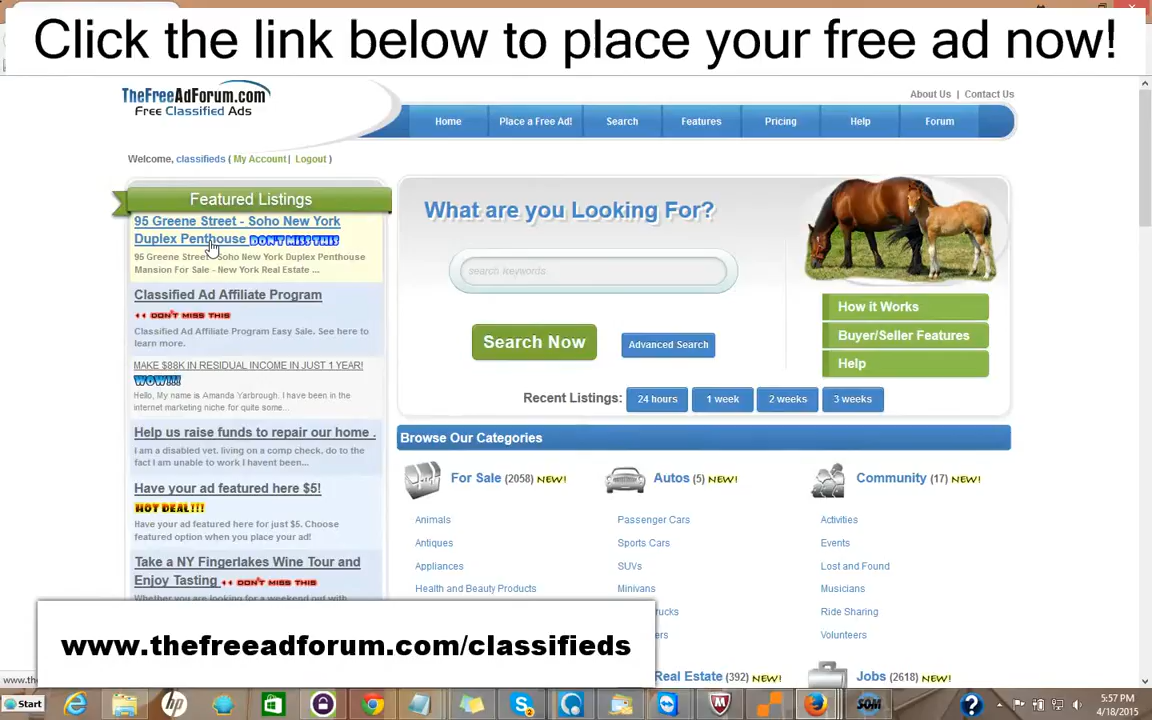 Click the link below to place your free ad now!
TheFreeAdForum.com
Free Classified Ads
About Us | Contact Us
Home Place a Free Ad! Search Features Pricing Help Forum
Welcome, classifieds ( My Account | Logout )
Featured Listings
95 Greene Street - Soho New York
Duplex Penthouse DON'T MISS THIS
95 Greene Street - Soho New York Duplex Penthouse
Mansion For Sale - New York Real Estate ...
Classified Ad Affiliate Program
DON'T MISS THIS
Classified Ad Affiliate Program Easy Sale. See here to
learn more.
MAKE $88K IN RESIDUAL INCOME IN JUST 1 YEAR!
WOW!!!
Hello, My name is Amanda Yarbrough. I have been in the
internet marketing niche for quite some...
Help us raise funds to repair our home .
I am a disabled vet. living on a comp check. do to the
fact I am unable to work I havent been...
Have your ad featured here $5!
HOT DEAL!!!
Have your ad featured here for just $5. Choose
featured option when you place your ad!
Take a NY Fingerlakes Wine Tour and
Enjoy Tasting DON'T MISS THIS
Whether you are looking for a weekend out with
What are you Looking For?
search keywords...
Search Now
Advanced Search
How it Works
Buyer/Seller Features
Help
Recent Listings: 24 hours 1 week 2 weeks 3 weeks
Browse Our Categories
For Sale (2058) NEW!
Animals
Antiques
Appliances
Health and Beauty Products
Autos (5) NEW!
Passenger Cars
Sports Cars
SUVs
Minivans
Community (17) NEW!
Activities
Events
Lost and Found
Musicians
Ride Sharing
Volunteers
Real Estate (392) NEW!
Jobs (2618) NEW!
www.thefreeadforum.com/classifieds
Start
5:57 PM
4/18/2015